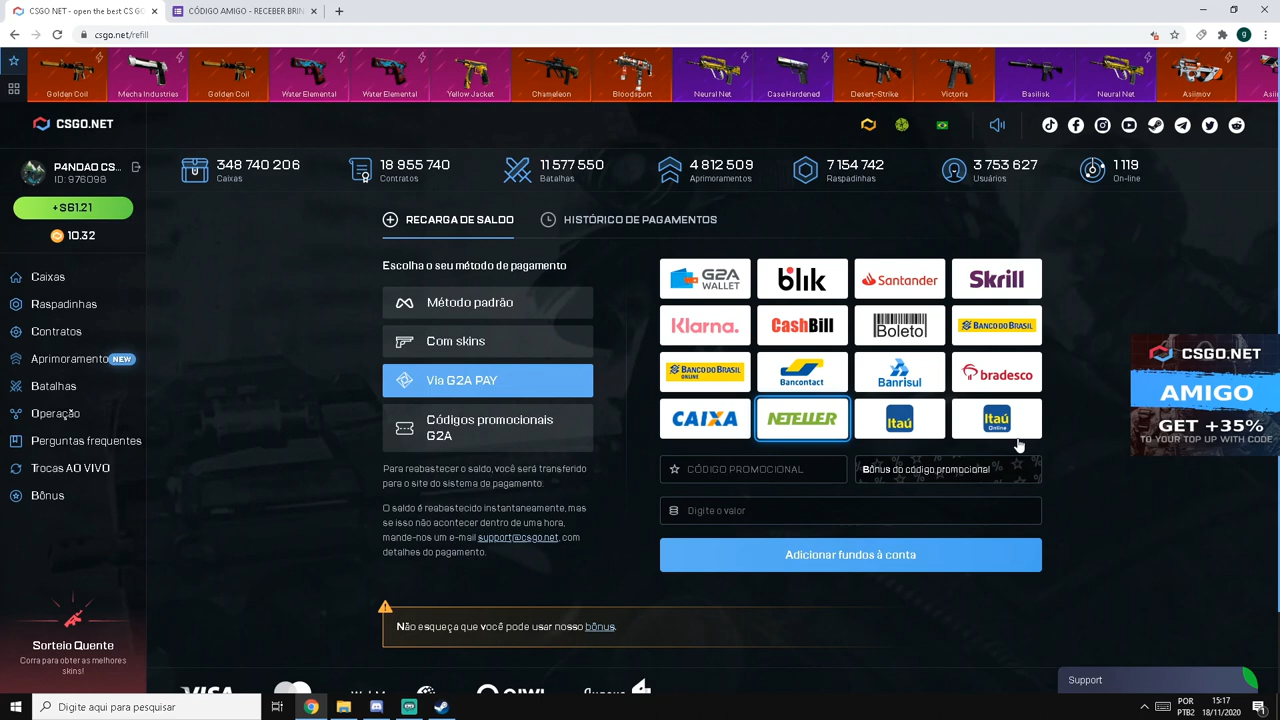 CSGO NET - open the best CS GO
CÓDIGO AMIGO - RECEBER BRIN
csgo.net/refill
Golden Coil
Mecha Industries
Golden Coil
Water Elemental
Water Elemental
Yellow Jacket
Chameleon
Bloodsport
Neural Net
Case Hardened
Desert-Strike
Victoria
Basilisk
Neural Net
Asiimov
Asii
CSGO.NET
P4NDAO CS...
ID: 976098
+$61.21
10.32
348 740 206
Caixas
18 955 740
Contratos
11 577 550
Batalhas
4 812 509
Aprimoramentos
7 154 742
Raspadinhas
3 753 627
Usuários
1 119
On-line
Caixas
Raspadinhas
Contratos
Aprimoramento NEW
Batalhas
Operação
Perguntas frequentes
Trocas AO VIVO
Bônus
Sorteio Quente
Corra para obter as melhores
skins!
RECARGA DE SALDO
HISTÓRICO DE PAGAMENTOS
Escolha o seu método de pagamento
Método padrão
Com skins
Via G2A PAY
Códigos promocionais
G2A
Para reabastecer o saldo, você será transferido
para o site do sistema de pagamento.
O saldo é reabastecido instantaneamente, mas
se isso não acontecer dentro de uma hora,
mande-nos um e-mail support@csgo.net, com
detalhes do pagamento.
G2A WALLET
blik
Santander
Skrill
Klarna.
CashBill
Boleto
BANCO DO BRASIL
BANCO DO BRASIL ONLINE
Bancontact
Banrisul
bradesco
CAIXA
NETELLER
Itaú
Itaú Online
CÓDIGO PROMOCIONAL
Bônus do código promocional
Digite o valor
Adicionar fundos à conta
Não esqueça que você pode usar nosso bônus.
CSGO.NET
AMIGO
GET +35%
TO YOUR TOP UP WITH CODE
VISA
QIWI
Support
Digite aqui para pesquisar
POR
PTB2
15:17
18/11/2020